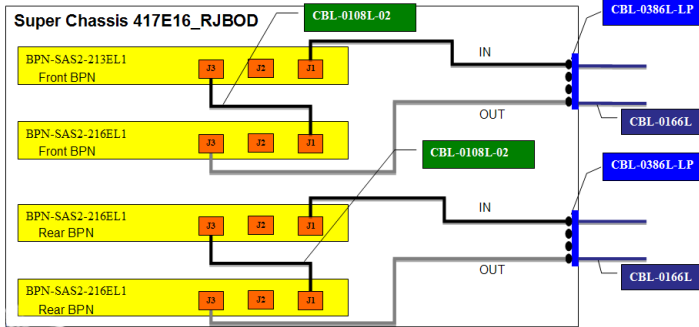 Super Chassis 417E16_RJBOD
CBL-0108L-02
CBL-0386L-LP
BPN-SAS2-213EL1
Front BPN
J3
J2
J1
IN
BPN-SAS2-216EL1
Front BPN
J3
J2
J1
OUT
CBL-0166L
CBL-0108L-02
CBL-0386L-LP
BPN-SAS2-216EL1
Rear BPN
J3
J2
J1
IN
BPN-SAS2-216EL1
Rear BPN
J3
J2
J1
OUT
CBL-0166L